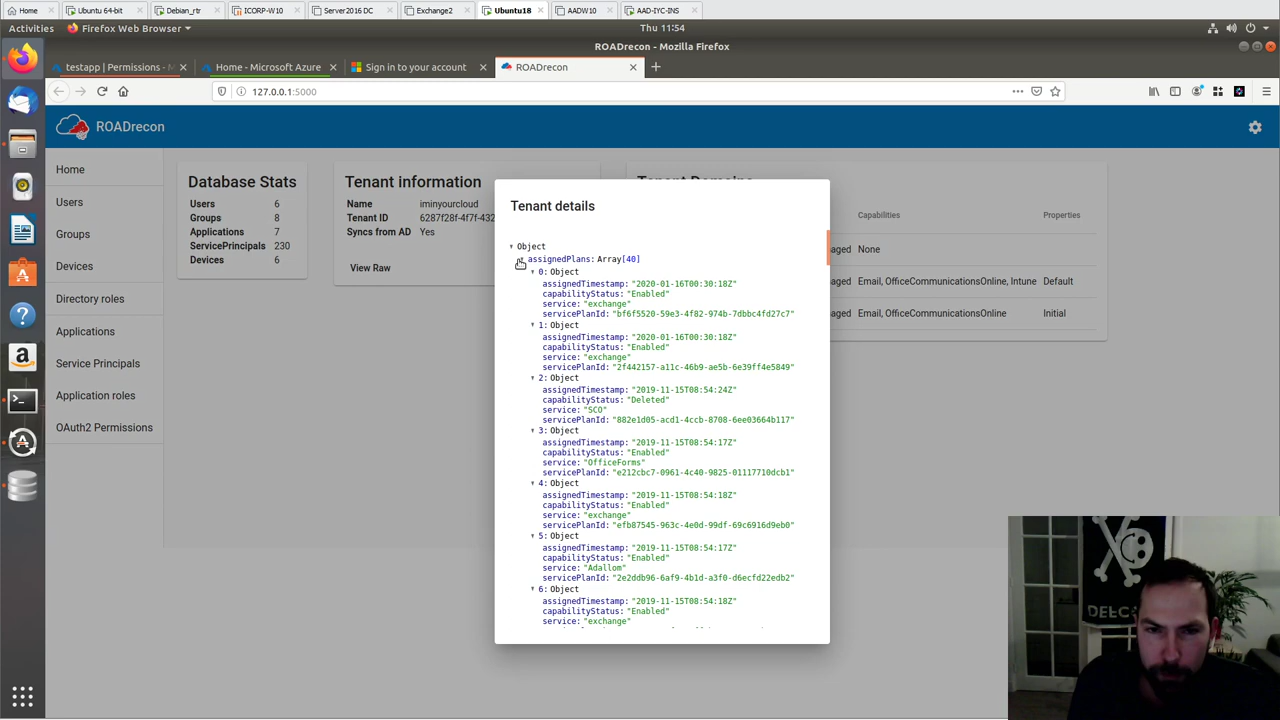 Home
Ubuntu 64-bit
Debian_rtr
ICORP-W10
Server2016 DC
Exchange2
Ubuntu18
AADW10
AAD-IYC-INS
Activities
Firefox Web Browser
Thu 11:54
ROADrecon - Mozilla Firefox
testapp | Permissions - M
Home - Microsoft Azure
Sign in to your account
ROADrecon
127.0.0.1:5000
ROADrecon
Home
Users
Groups
Devices
Directory roles
Applications
Service Principals
Application roles
OAuth2 Permissions
Database Stats
Users 6
Groups 8
Applications 7
ServicePrincipals 230
Devices 6
Tenant information
Name iminyourcloud
Tenant ID 6287f28f-4f7f-432
Syncs from AD Yes
View Raw
Tenant Domains
Capabilities Properties
aged None
aged Email, OfficeCommunicationsOnline, Intune Default
aged Email, OfficeCommunicationsOnline Initial
Tenant details
Object
assignedPlans: Array[40]
0: Object
assignedTimestamp: "2020-01-16T00:30:18Z"
capabilityStatus: "Enabled"
service: "exchange"
servicePlanId: "bf6f5520-59e3-4f82-974b-7dbbc4fd27c7"
1: Object
assignedTimestamp: "2020-01-16T00:30:18Z"
capabilityStatus: "Enabled"
service: "exchange"
servicePlanId: "2f442157-a11c-46b9-ae5b-6e39ff4e5849"
2: Object
assignedTimestamp: "2019-11-15T08:54:24Z"
capabilityStatus: "Deleted"
service: "SCO"
servicePlanId: "882e1d05-acd1-4ccb-8708-6ee03664b117"
3: Object
assignedTimestamp: "2019-11-15T08:54:17Z"
capabilityStatus: "Enabled"
service: "OfficeForms"
servicePlanId: "e212cbc7-0961-4c40-9825-01117710dcb1"
4: Object
assignedTimestamp: "2019-11-15T08:54:18Z"
capabilityStatus: "Enabled"
service: "exchange"
servicePlanId: "efb87545-963c-4e0d-99df-69c6916d9eb0"
5: Object
assignedTimestamp: "2019-11-15T08:54:17Z"
capabilityStatus: "Enabled"
service: "Adallom"
servicePlanId: "2e2ddb96-6af9-4b1d-a3f0-d6ecfd22edb2"
6: Object
assignedTimestamp: "2019-11-15T08:54:18Z"
capabilityStatus: "Enabled"
service: "exchange"